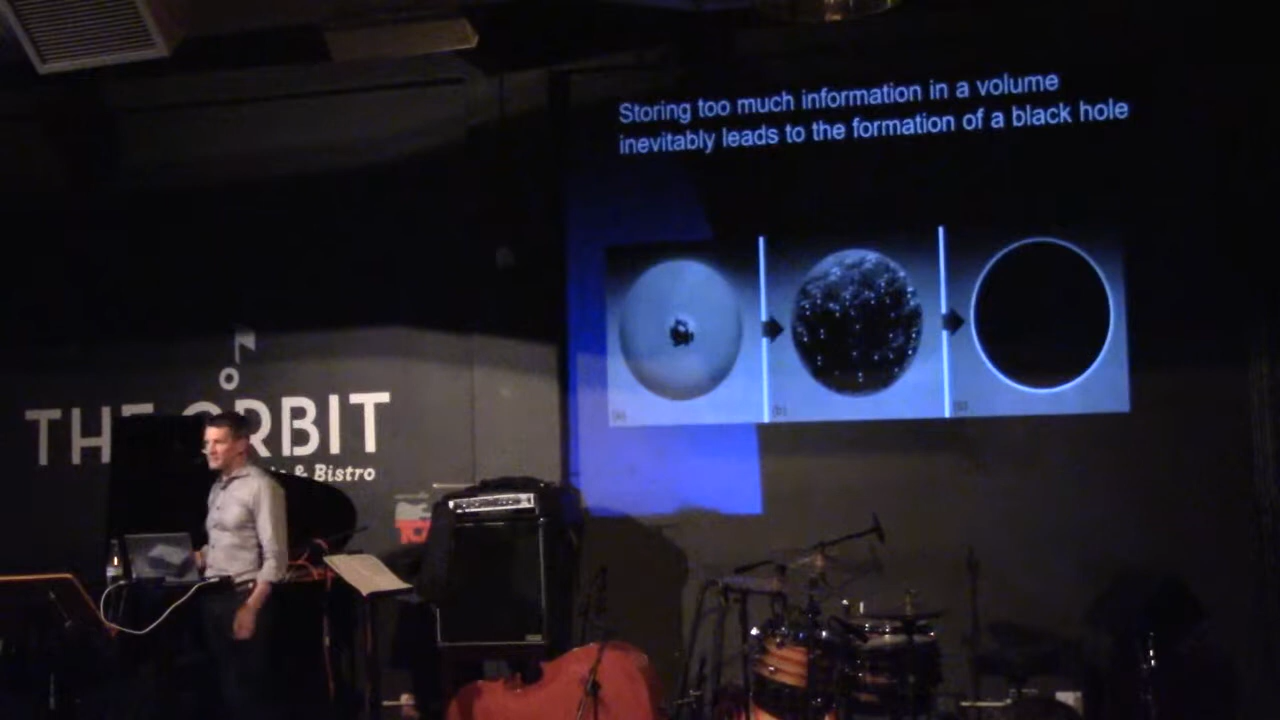 Storing too much information in a volume
inevitably leads to the formation of a black hole
(a)
(b)
THE ORBIT
& Bistro